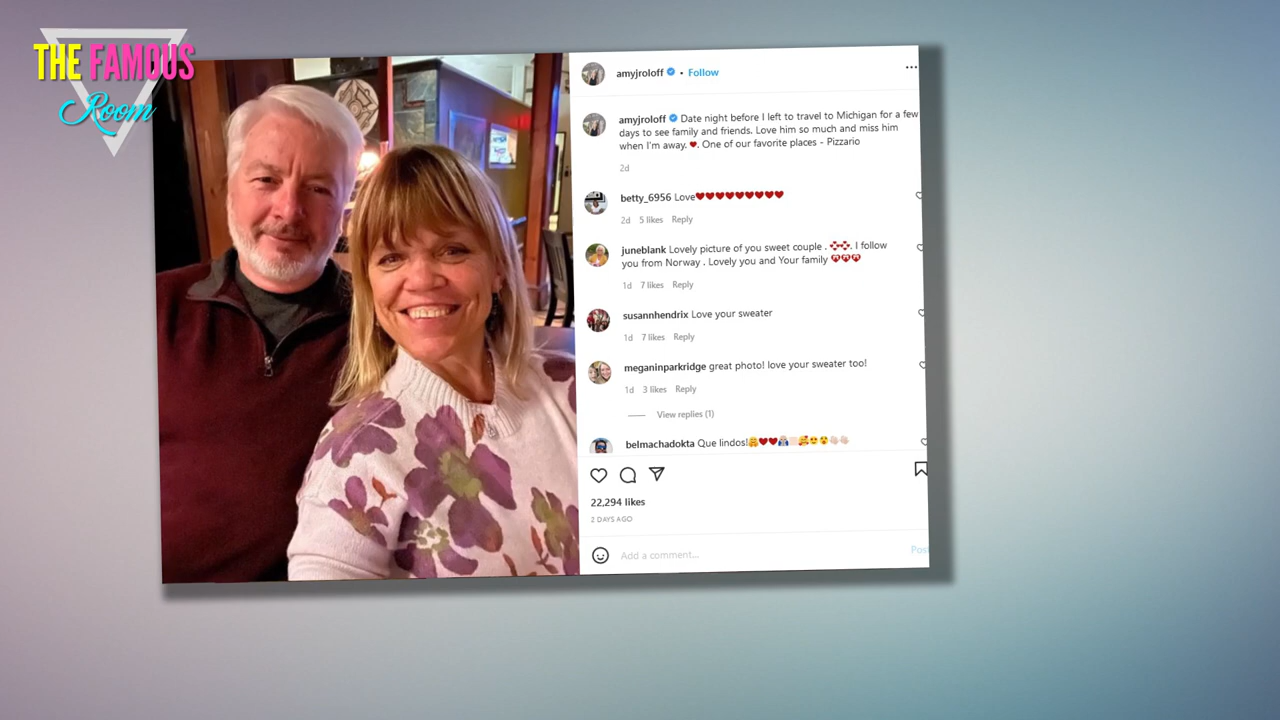 THE FAMOUS
Room
amyjroloff • Follow
amyjroloff Date night before I left to travel to Michigan for a few
days to see family and friends. Love him so much and miss him
when I'm away. ❤. One of our favorite places - Pizzario
2d
betty_6956 Love❤❤❤❤❤❤❤❤❤
2d 5 likes Reply
juneblank Lovely picture of you sweet couple . 💞💞. I follow
you from Norway . Lovely you and Your family 💝💝💝
1d 7 likes Reply
susannhendrix Love your sweater
1d 7 likes Reply
meganinparkridge great photo! love your sweater too!
1d 3 likes Reply
View replies (1)
belmachadokta Que lindos!
22,294 likes
2 DAYS AGO
Add a comment...
Post